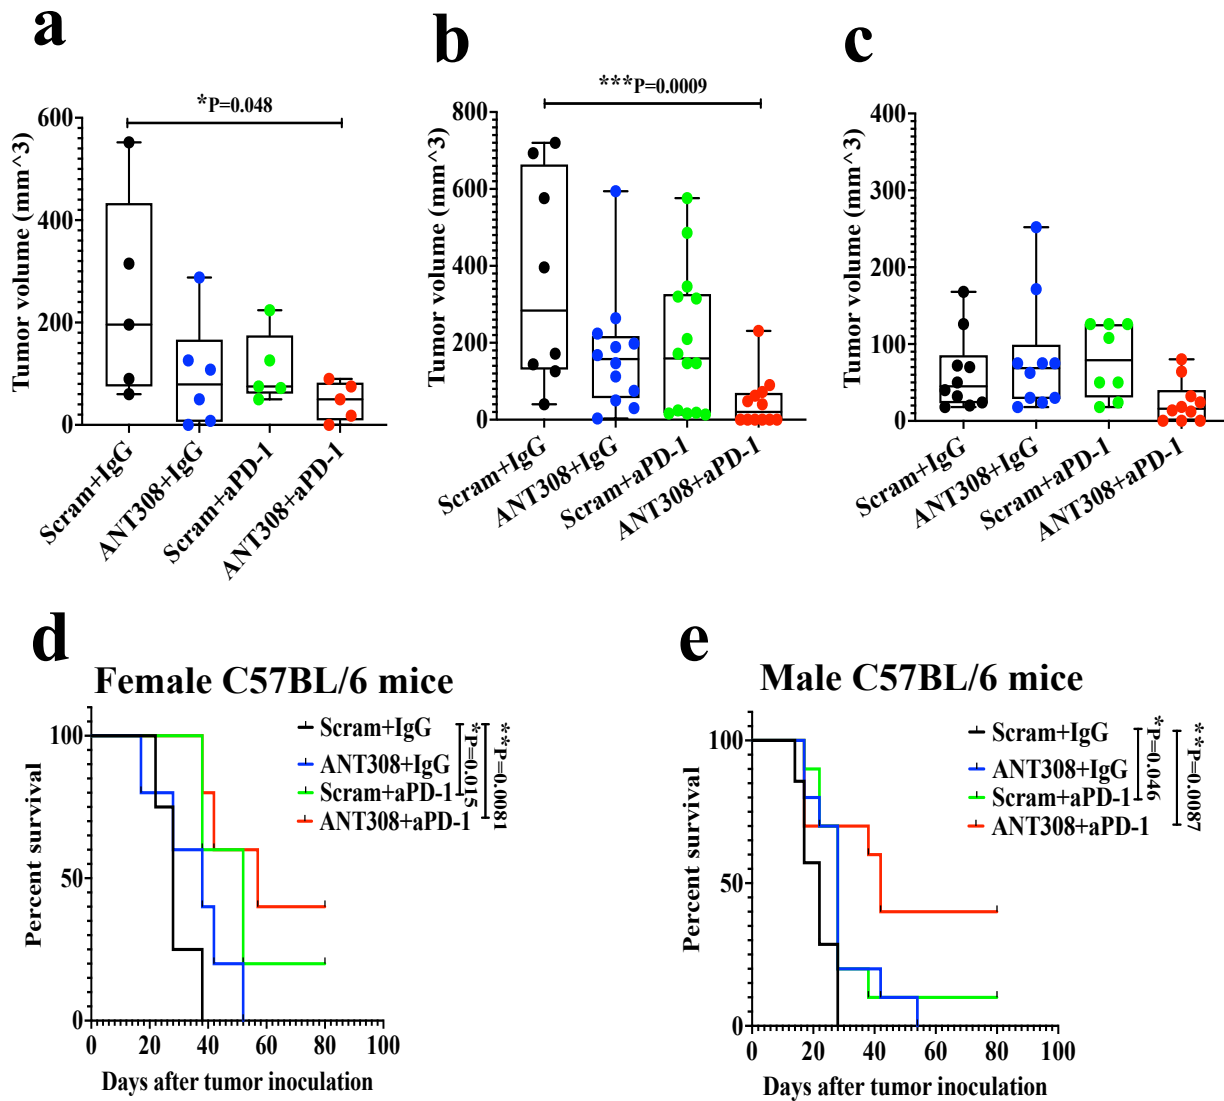 a
*P=0.048
Tumor volume (mm^3)
600
400
200
0
Scram+IgG
ANT308+IgG
Scram+aPD-1
ANT308+aPD-1
b
***P=0.0009
Tumor volume (mm^3)
800
600
400
200
0
Scram+IgG
ANT308+IgG
Scram+aPD-1
ANT308+aPD-1
c
Tumor volume (mm^3)
400
300
200
100
0
Scram+IgG
ANT308+IgG
Scram+aPD-1
ANT308+aPD-1
d
Female C57BL/6 mice
Percent survival
100
50
0
0 20 40 60 80 100
Days after tumor inoculation
Scram+IgG
ANT308+IgG
Scram+aPD-1
ANT308+aPD-1
*P=0.015
**P=0.0081
e
Male C57BL/6 mice
Percent survival
100
50
0
0 20 40 60 80 100
Days after tumor inoculation
Scram+IgG
ANT308+IgG
Scram+aPD-1
ANT308+aPD-1
*P=0.046
**P=0.0087